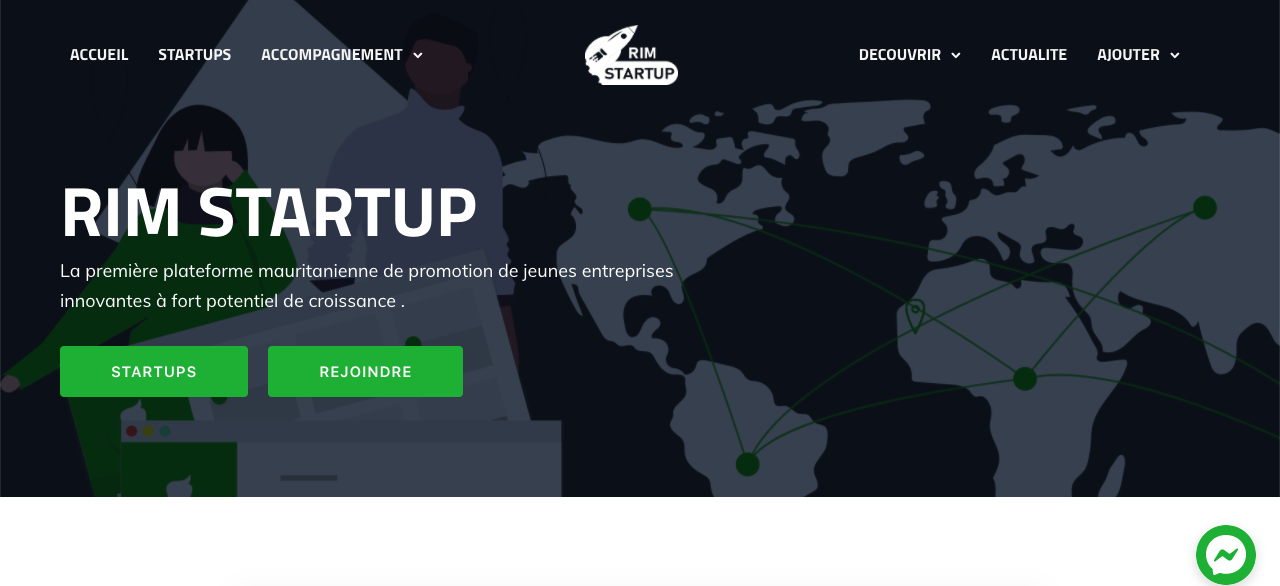 ACCUEIL STARTUPS ACCOMPAGNEMENT
RIM
STARTUP
DECOUVRIR ACTUALITE AJOUTER
RIM STARTUP
La première plateforme mauritanienne de promotion de jeunes entreprises
innovantes à fort potentiel de croissance .
STARTUPS REJOINDRE